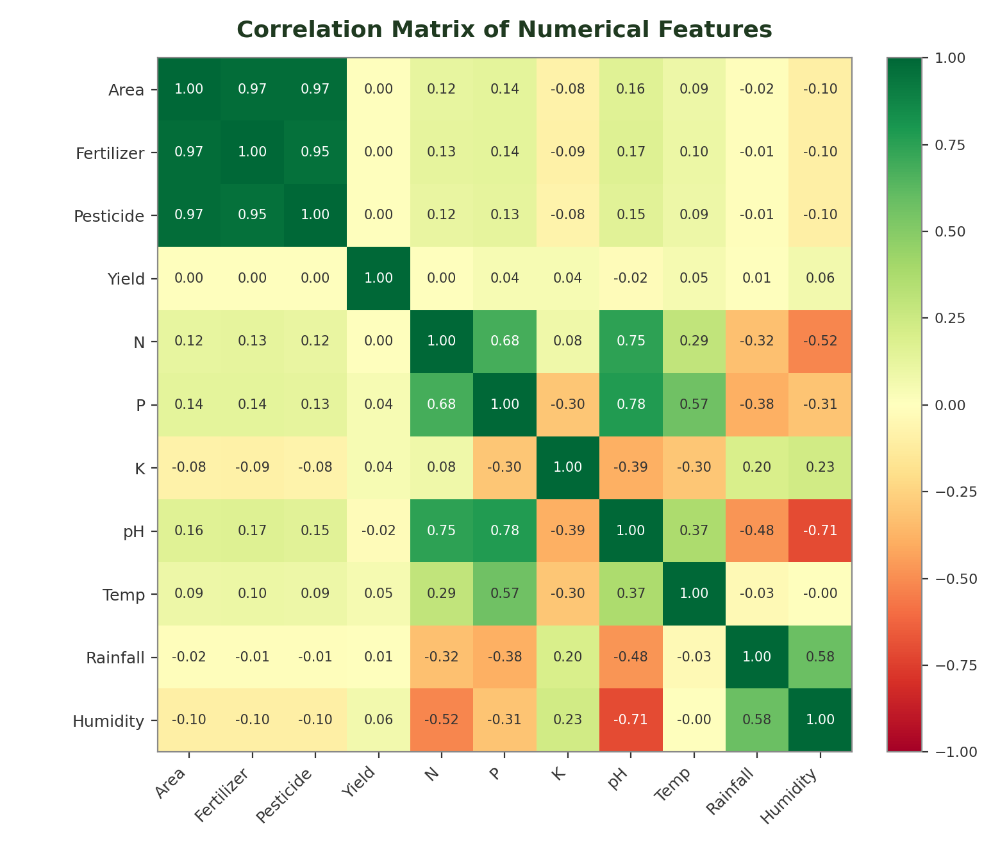 Correlation Matrix of Numerical Features
Area 1.00 0.97 0.97 0.00 0.12 0.14 -0.08 0.16 0.09 -0.02 -0.10
Fertilizer 0.97 1.00 0.95 0.00 0.13 0.14 -0.09 0.17 0.10 -0.01 -0.10
Pesticide 0.97 0.95 1.00 0.00 0.12 0.13 -0.08 0.15 0.09 -0.01 -0.10
Yield 0.00 0.00 0.00 1.00 0.00 0.04 0.04 -0.02 0.05 0.01 0.06
N 0.12 0.13 0.12 0.00 1.00 0.68 0.08 0.75 0.29 -0.32 -0.52
P 0.14 0.14 0.13 0.04 0.68 1.00 -0.30 0.78 0.57 -0.38 -0.31
K -0.08 -0.09 -0.08 0.04 0.08 -0.30 1.00 -0.39 -0.30 0.20 0.23
pH 0.16 0.17 0.15 -0.02 0.75 0.78 -0.39 1.00 0.37 -0.48 -0.71
Temp 0.09 0.10 0.09 0.05 0.29 0.57 -0.30 0.37 1.00 -0.03 -0.00
Rainfall -0.02 -0.01 -0.01 0.01 -0.32 -0.38 0.20 -0.48 -0.03 1.00 0.58
Humidity -0.10 -0.10 -0.10 0.06 -0.52 -0.31 0.23 -0.71 -0.00 0.58 1.00
Area Fertilizer Pesticide Yield N P K pH Temp Rainfall Humidity
1.00
0.75
0.50
0.25
0.00
−0.25
−0.50
−0.75
−1.00